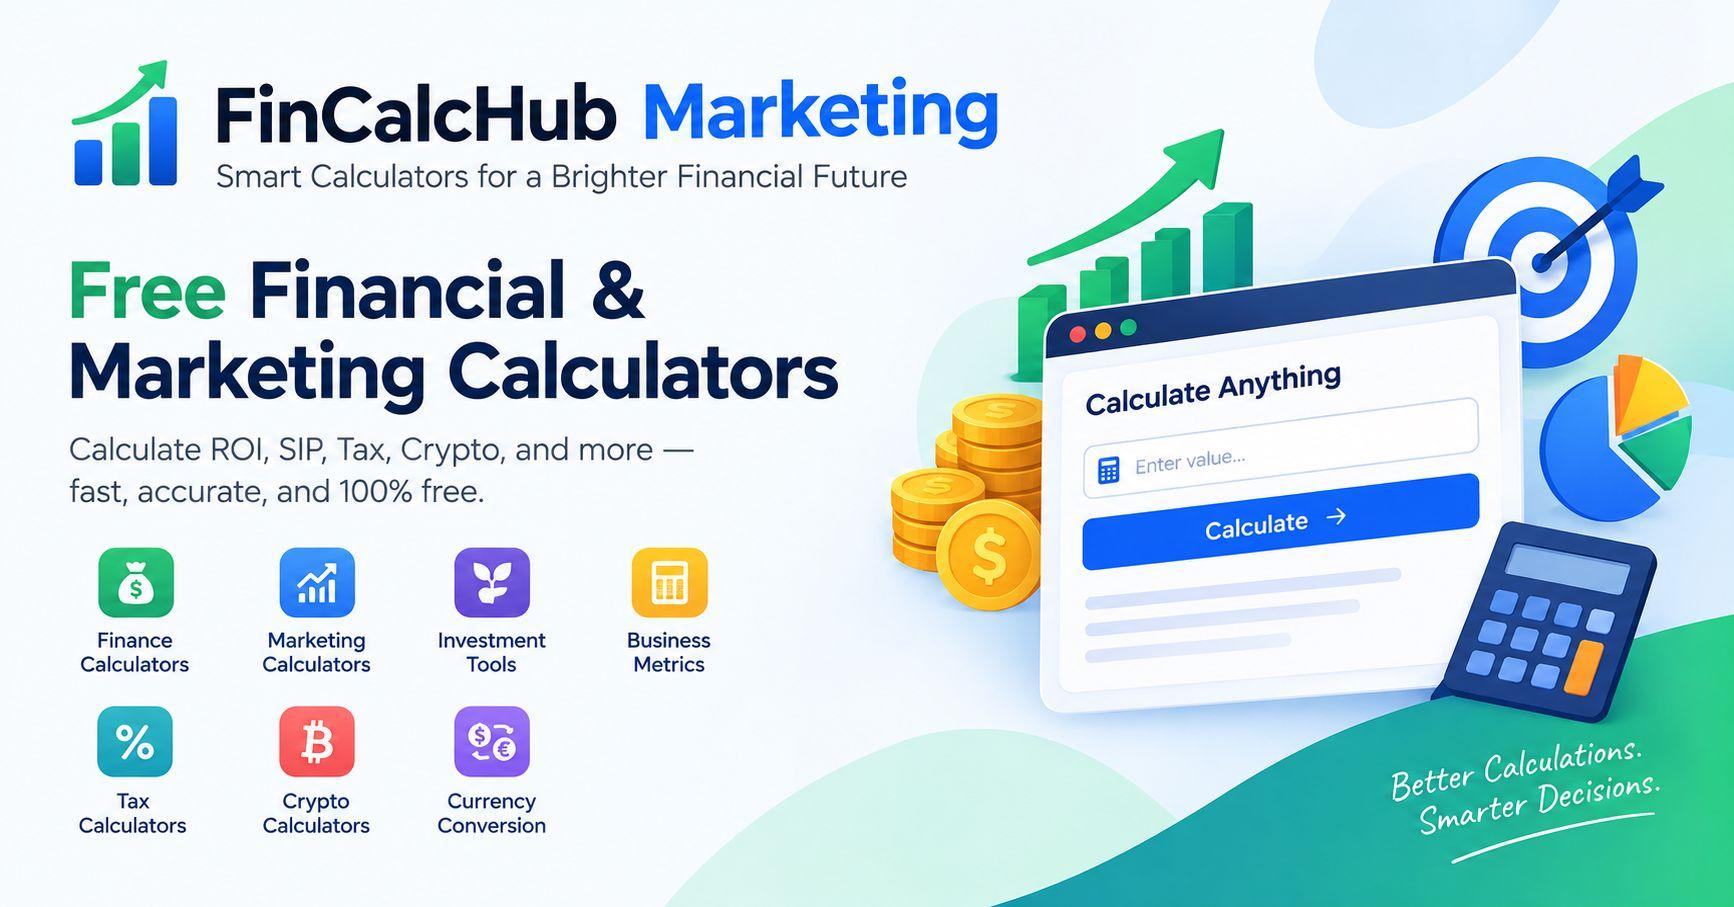 FinCalcHub Marketing
Smart Calculators for a Brighter Financial Future
Free Financial &
Marketing Calculators
Calculate ROI, SIP, Tax, Crypto, and more —
fast, accurate, and 100% free.
Finance
Calculators
Marketing
Calculators
Investment
Tools
Business
Metrics
Tax
Calculators
Crypto
Calculators
Currency
Conversion
Calculate Anything
Enter value...
Calculate →
Better Calculations.
Smarter Decisions.